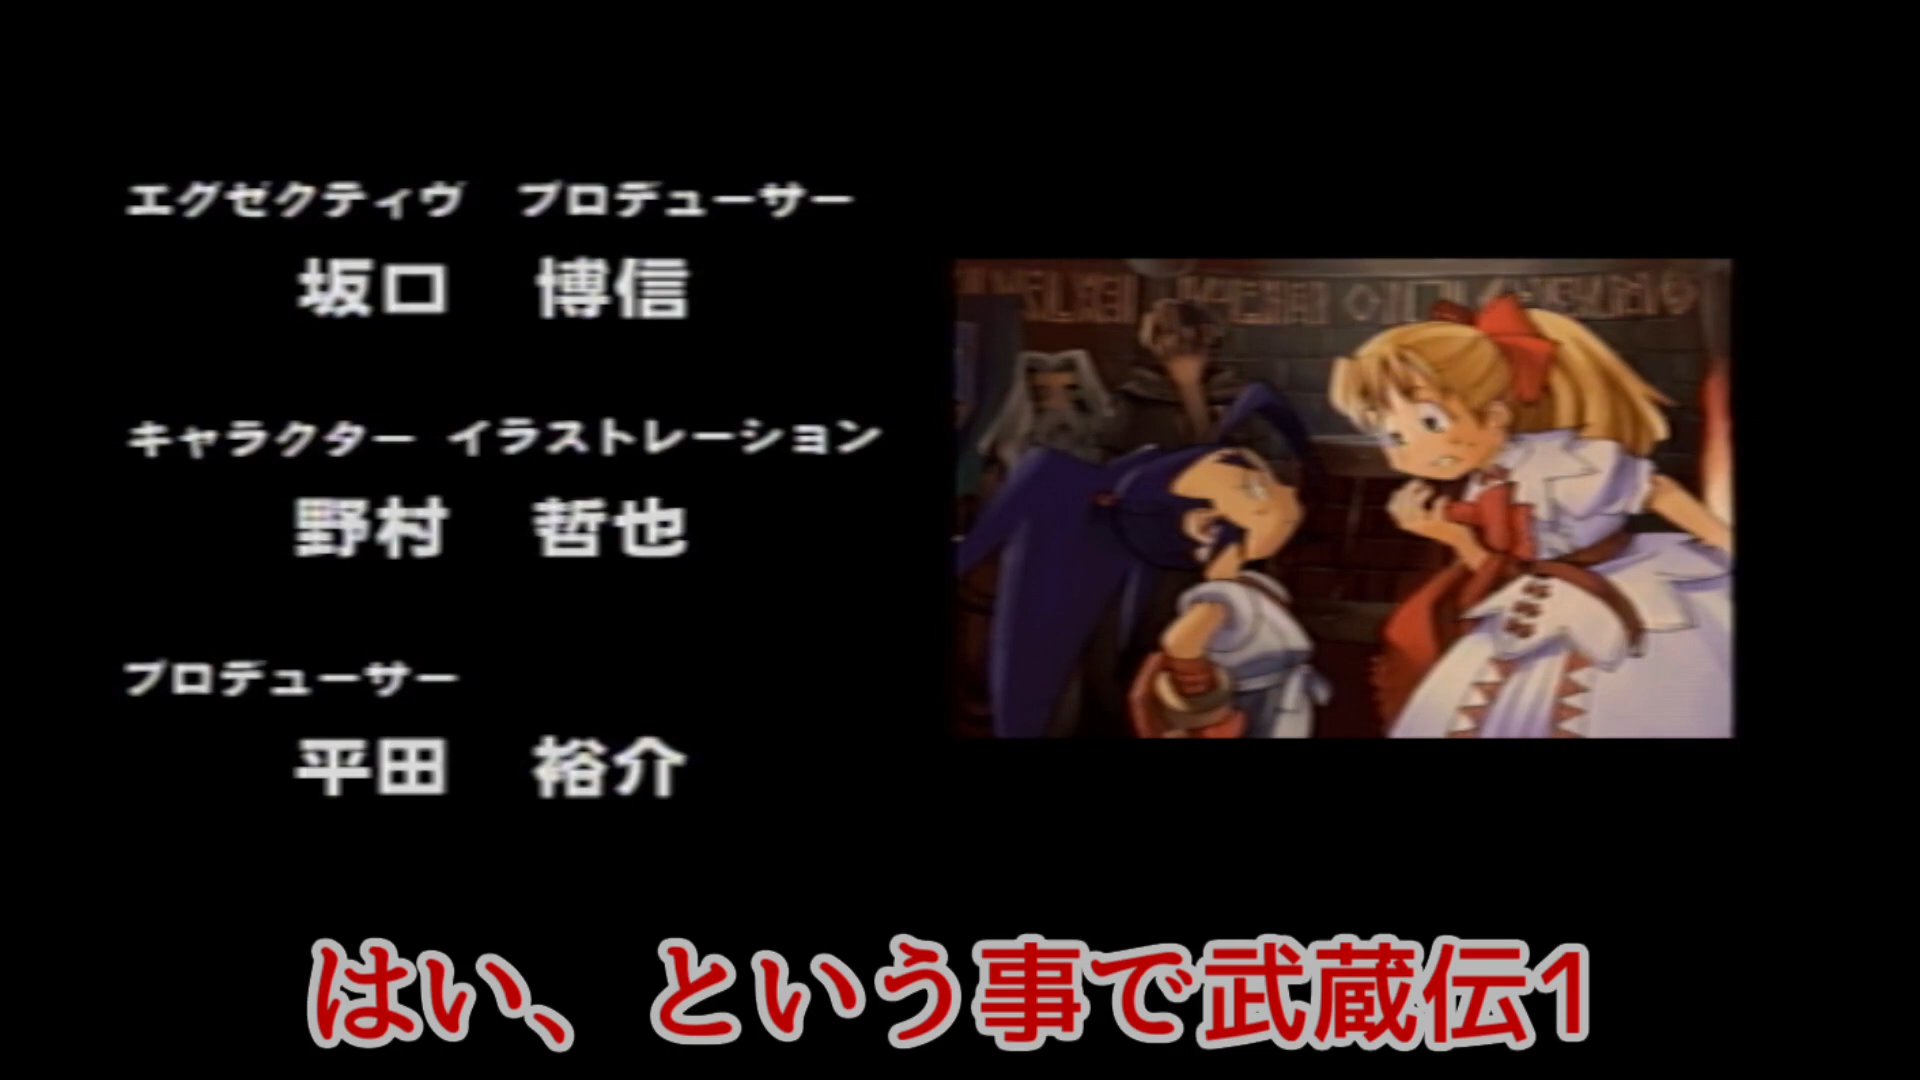 エグゼクティヴ　プロデューサー
坂口　博信
キャラクター イラストレーション
野村　哲也
プロデューサー
平田　裕介
はい、という事で武蔵伝1